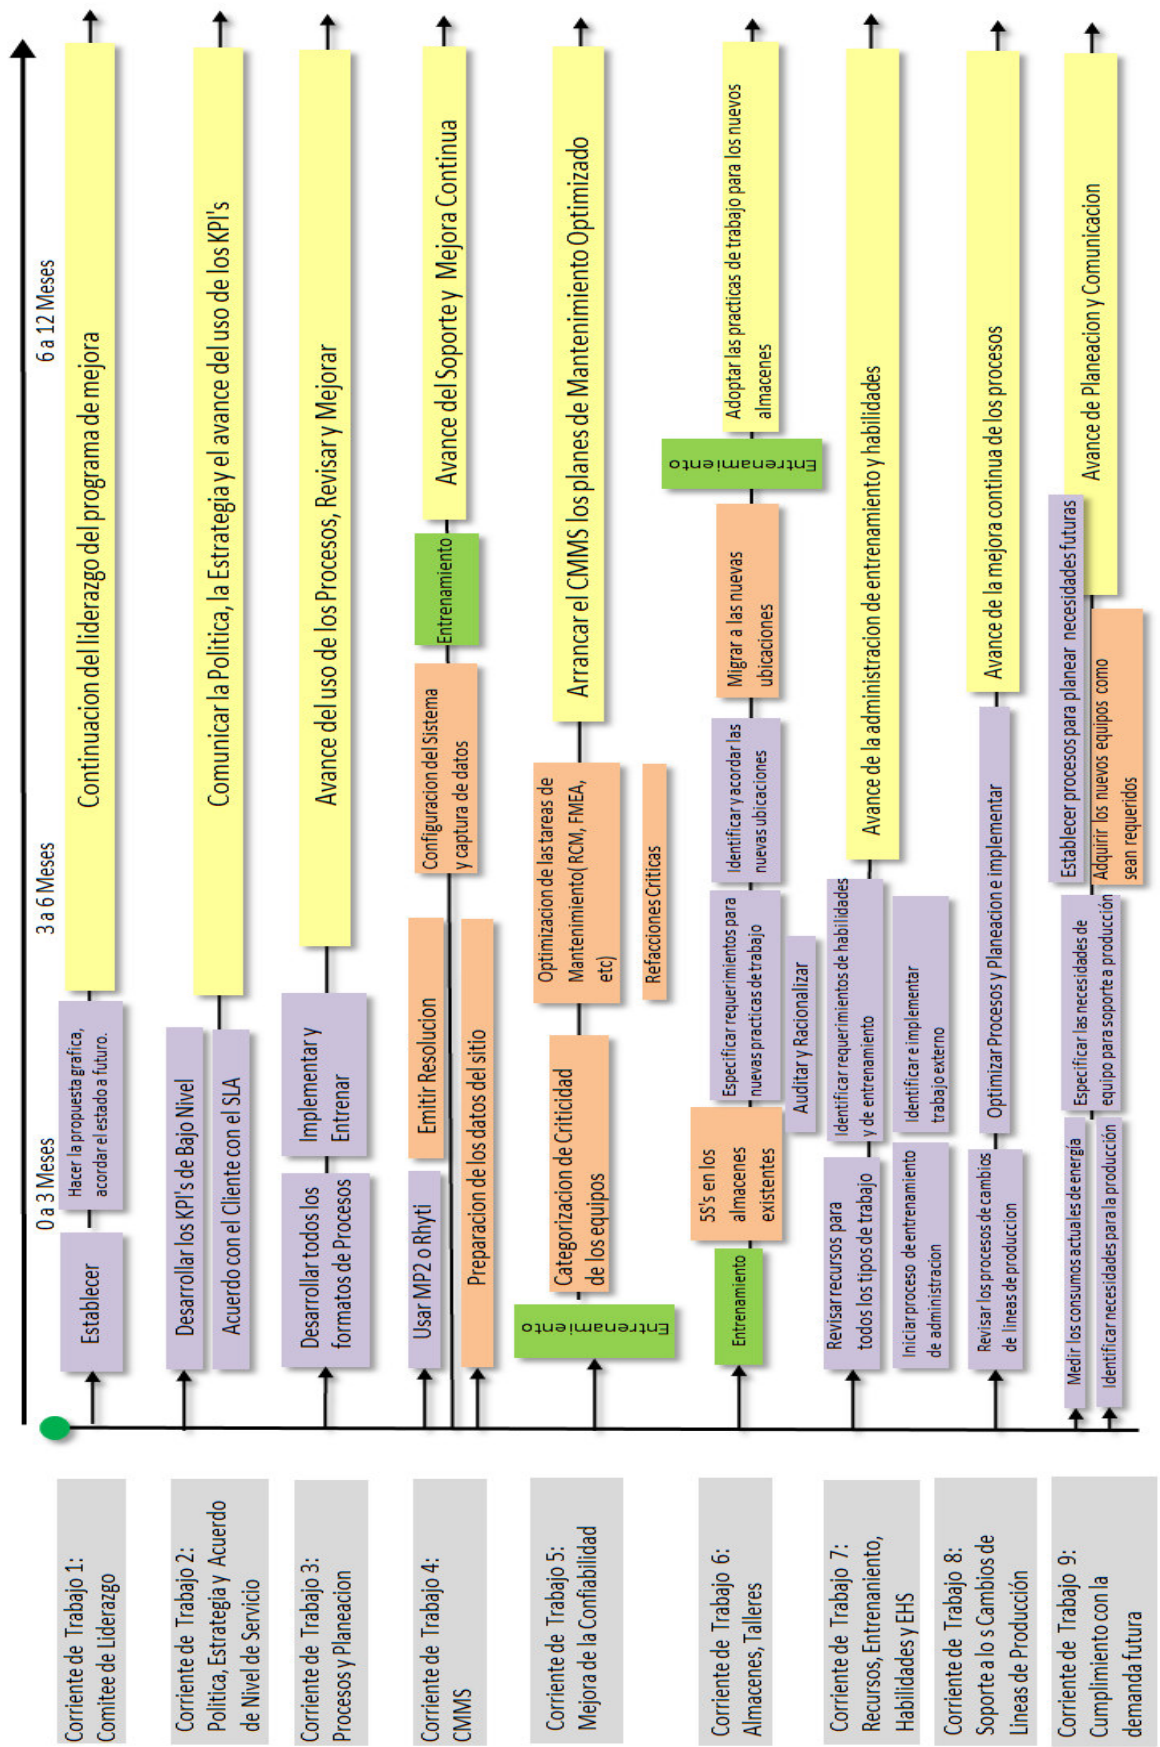 0 a 3 Meses
3 a 6 Meses
6 a 12 Meses
Corriente de Trabajo 1:
Comitee de Liderazgo
Establecer
Hacer la propuesta grafica,
acordar el estado a futuro.
Continuacion del liderazgo del programa de mejora
Corriente de Trabajo 2:
Politica, Estrategia y Acuerdo
de Nivel de Servicio
Desarrollar los KPI's de Bajo Nivel
Acuerdo con el Cliente con el SLA
Comunicar la Politica, la Estrategia y el avance del uso de los KPI's
Corriente de Trabajo 3:
Procesos y Planeacion
Desarrollar todos los
formatos de Procesos
Implementar y
Entrenar
Avance del uso de los Procesos, Revisar y Mejorar
Corriente de Trabajo 4:
CMMS
Usar MP2 o Rhyti
Emitir Resolucion
Preparacion de los datos del sitio
Configuracion del Sistema
y captura de datos
Entrenamiento
Avance del Soporte y Mejora Continua
Corriente de Trabajo 5:
Mejora de la Confiabilidad
Entrenamiento
Categorizacion de Criticidad
de los equipos
Optimizacion de las tareas de
Mantenimiento( RCM, FMEA,
etc)
Refacciones Criticas
Arrancar el CMMS los planes de Mantenimiento Optimizado
Corriente de Trabajo 6:
Almacenes, Talleres
Entrenamiento
5S's en los
almacenes
existentes
Especificar requerimientos para
nuevas practicas de trabajo
Auditar y Racionalizar
Identificar y acordar las
nuevas ubicaciones
Migrar a las nuevas
ubicaciones
Entrenamiento
Adoptar las practicas de trabajo para los nuevos
almacenes
Corriente de Trabajo 7:
Recursos, Entrenamiento,
Habilidades y EHS
Revisar recursos para
todos los tipos de trabajo
Iniciar proceso de entrenamiento
de administracion
Identificar requerimientos de habilidades
y de entrenamiento
Identificar e implementar
trabajo externo
Avance de la administracion de entrenamiento y habilidades
Corriente de Trabajo 8:
Soporte a lo s Cambios de
Lineas de Producción
Revisar los procesos de cambios
de lineas de produccion
Optimizar Procesos y Planeacion e implementar
Avance de la mejora continua de los procesos
Corriente de Trabajo 9:
Cumplimiento con la
demanda futura
Medir los consumos actuales de energía
Identificar necesidades para la producción
Especificar las necesidades de
equipo para soporte a producción
Establecer procesos para planear necesidades futuras
Adquirir los nuevos equipos como
sean requeridos
Avance de Planeacion y Comunicacion